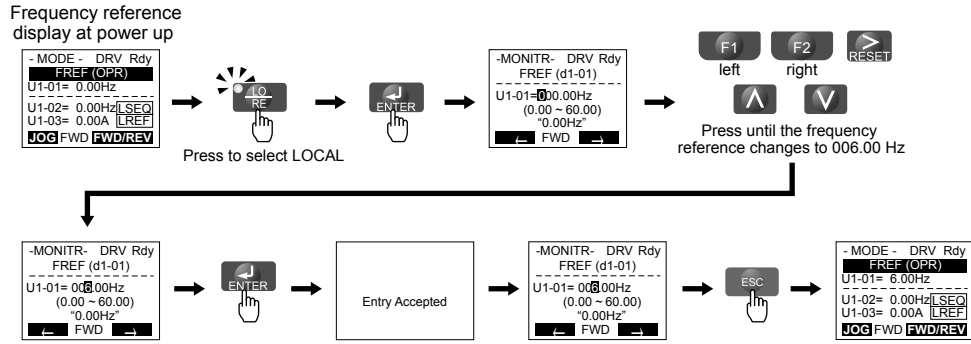 Frequency reference
display at power up
- MODE - DRV Rdy
FREF (OPR)
U1-01= 0.00Hz
U1-02= 0.00Hz LSEQ
U1-03= 0.00A LREF
JOG FWD FWD/REV
LO
RE
Press to select LOCAL
ENTER
-MONITR- DRV Rdy
FREF (d1-01)
U1-01=000.00Hz
(0.00 ~ 60.00)
“0.00Hz”
← FWD →
F1
left
F2
right
>
RESET
∧
∨
Press until the frequency
reference changes to 006.00 Hz
-MONITR- DRV Rdy
FREF (d1-01)
U1-01= 006.00Hz
(0.00 ~ 60.00)
“0.00Hz”
← FWD →
ENTER
Entry Accepted
-MONITR- DRV Rdy
FREF (d1-01)
U1-01= 006.00Hz
(0.00 ~ 60.00)
“0.00Hz”
← FWD →
ESC
- MODE - DRV Rdy
FREF (OPR)
U1-01= 6.00Hz
U1-02= 0.00Hz LSEQ
U1-03= 0.00A LREF
JOG FWD FWD/REV